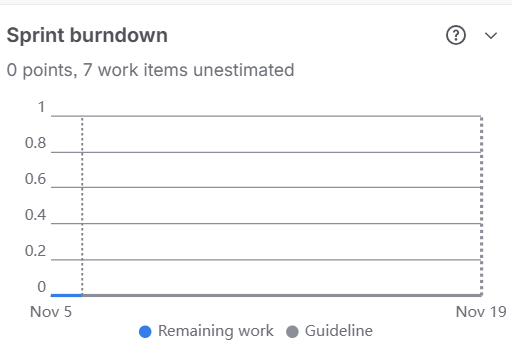 Sprint burndown
0 points, 7 work items unestimated
1
0.8
0.6
0.4
0.2
0
Nov 5 Nov 19
Remaining work Guideline